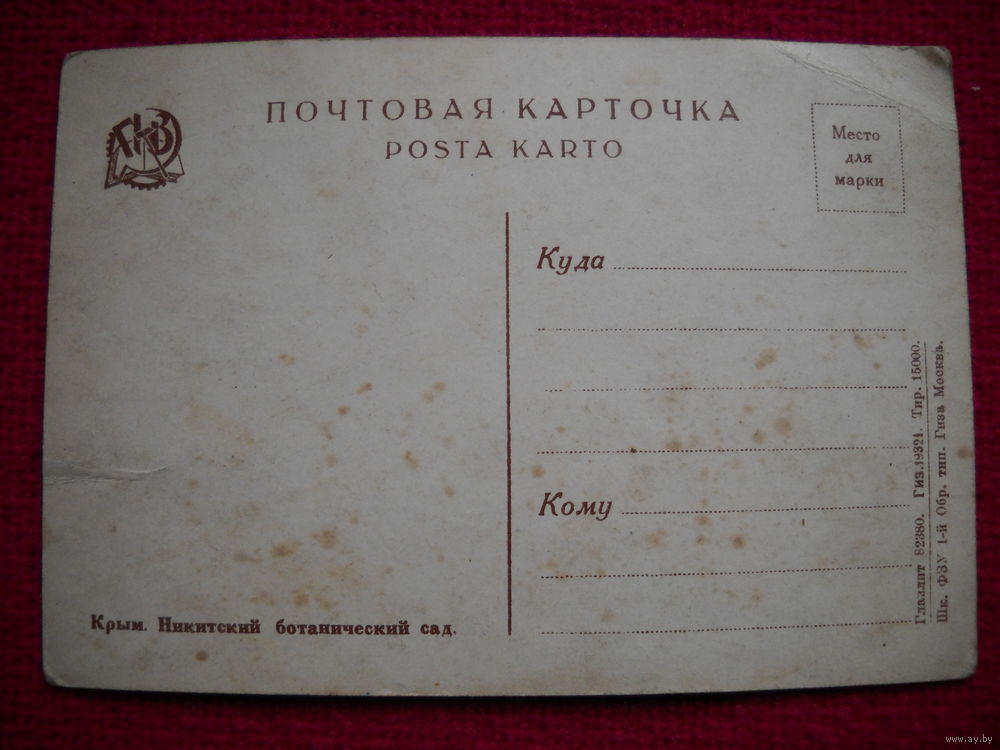 ПОЧТОВАЯ КАРТОЧКА
POSTA KARTO
Место
для
марки
Куда
Кому
Крым. Никитский ботанический сад.
Главлит 82380. Гиз.19324. Тир. 15000.
Шк. ФЗУ 1-й Обр. тип. Гиза Москва.
www.ay.by